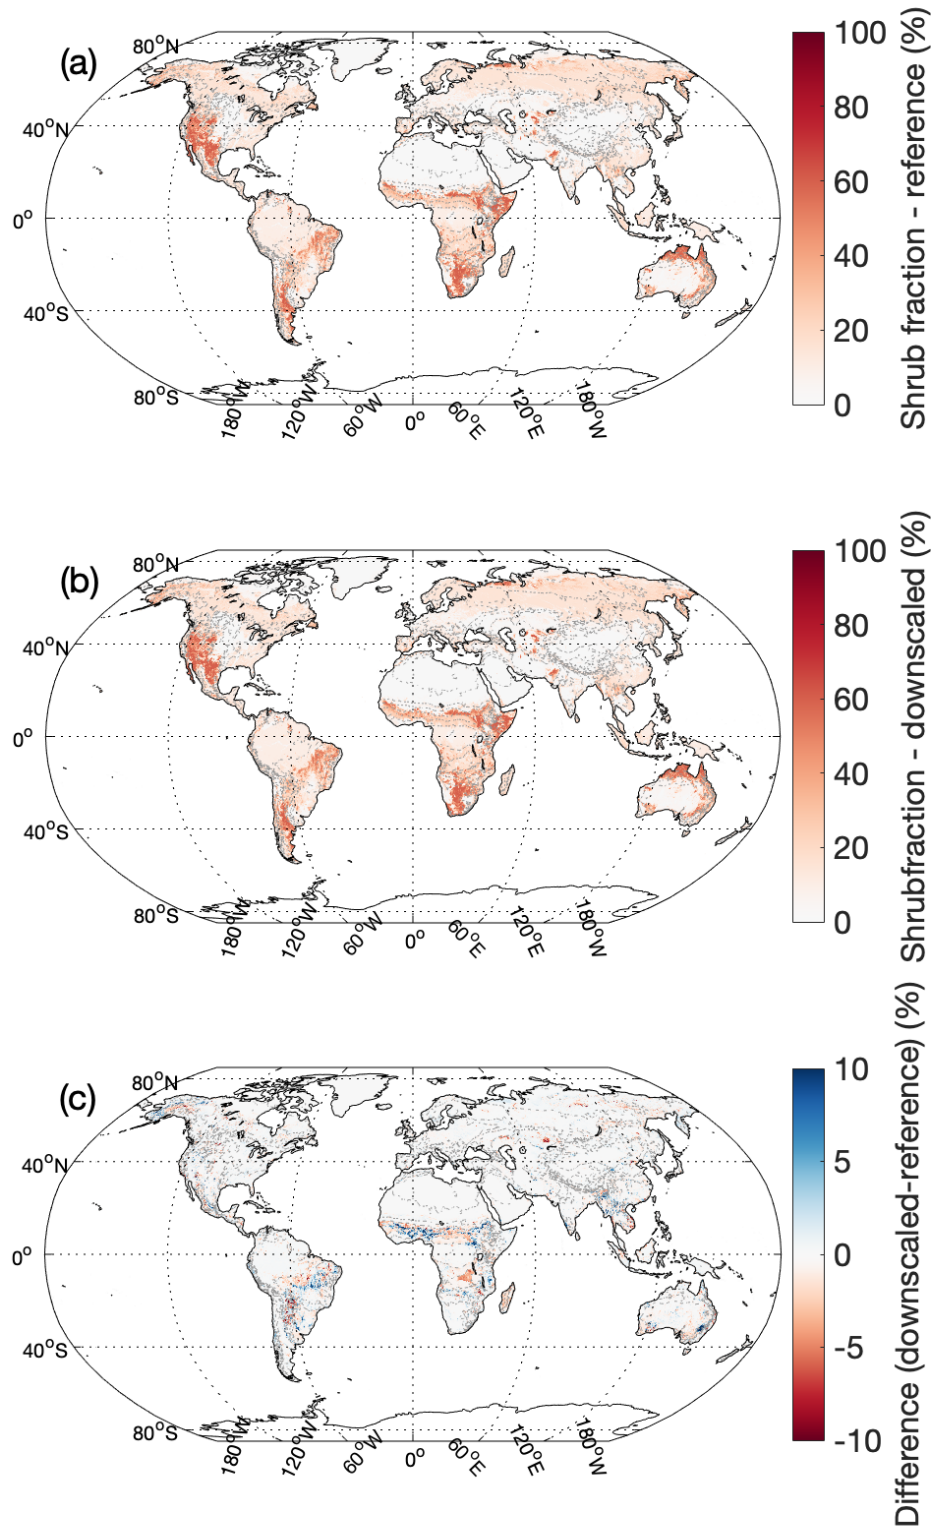 (a)
80°N
40°N
0°
40°S
80°S
180°W
120°W
60°W
0°
60°E
120°E
180°W
100
80
60
40
20
0
Shrub fraction - reference (%)
(b)
80°N
40°N
0°
40°S
80°S
180°W
120°W
60°W
0°
60°E
120°E
180°W
100
80
60
40
20
0
Shrubfraction - downscaled (%)
(c)
80°N
40°N
0°
40°S
80°S
180°W
120°W
60°W
0°
60°E
120°E
180°W
10
5
0
-5
-10
Difference (downscaled-reference) (%)